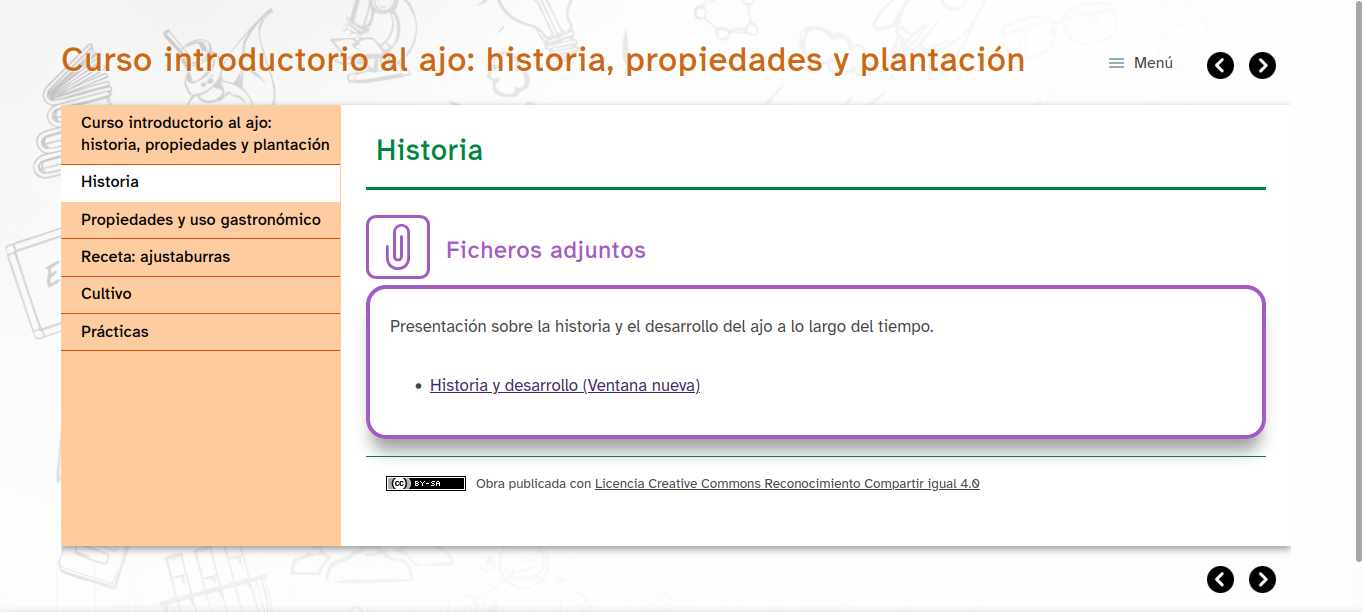 Curso introductorio al ajo: historia, propiedades y plantación
Menú
Curso introductorio al ajo:
historia, propiedades y plantación
Historia
Propiedades y uso gastronómico
Receta: ajustaburras
Cultivo
Prácticas
Historia
Ficheros adjuntos
Presentación sobre la historia y el desarrollo del ajo a lo largo del tiempo.
Historia y desarrollo (Ventana nueva)
(cc) BY-SA
Obra publicada con Licencia Creative Commons Reconocimiento Compartir igual 4.0